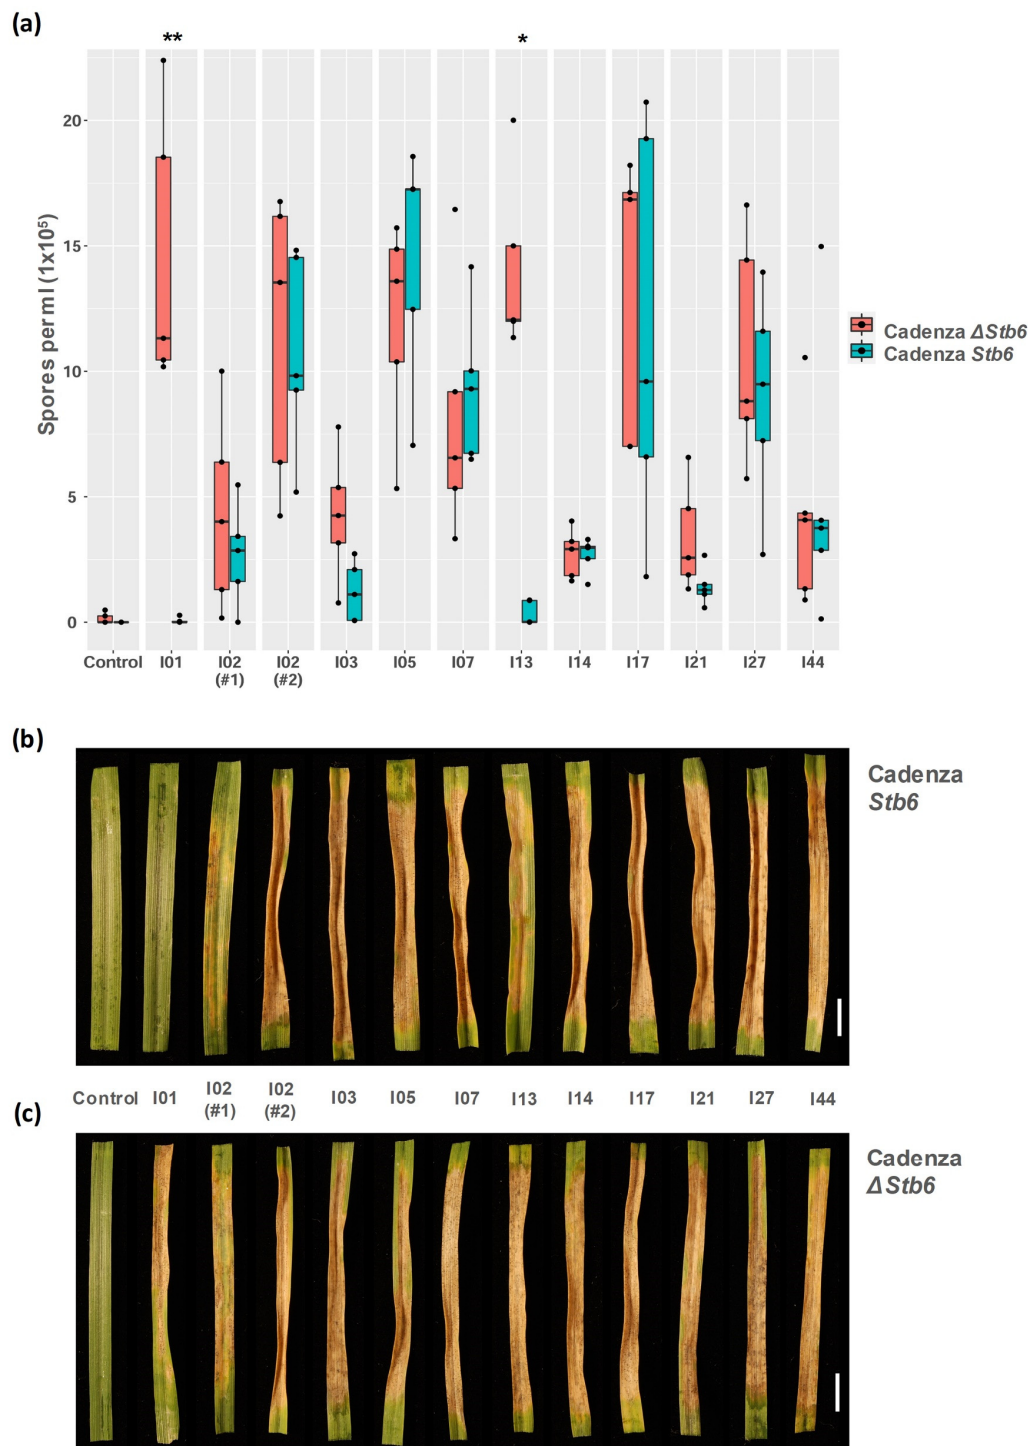 (a)
** *
20
15
10
5
0
Spores per ml (1x10⁵)
Control I01 I02 I02 I03 I05 I07 I13 I14 I17 I21 I27 I44
(#1) (#2)
Cadenza ΔStb6
Cadenza Stb6
(b)
Cadenza
Stb6
Control I01 I02 I02 I03 I05 I07 I13 I14 I17 I21 I27 I44
(#1) (#2)
(c)
Cadenza
ΔStb6